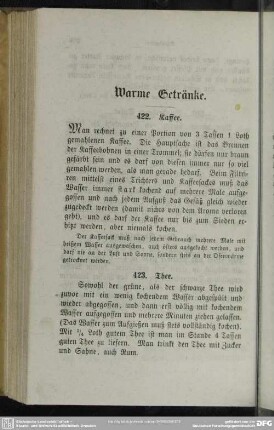 Warme Getränke.
422. Kaffee.
Man rechnet zu einer Portion von 3 Tassen 1 Loth
gemahlenen Kaffee. Die Hauptsache ist das Brennen
der Kaffeebohnen in einer Trommel; sie dürfen nur braun
gefärbt sein und es darf von diesen immer nur so viel
gemahlen werden, als man gerade bedarf. Beim Filtri-
ren mittelst eines Trichters und Kaffeesackes muß das
Wasser immer stark kochend auf mehrere Male aufge-
gossen und nach jedem Aufguß das Gefäß gleich wieder
zugedeckt werden (damit nichts von dem Arome verloren
geht), und es darf der Kaffee nur bis zum Sieden er-
hitzt werden, aber niemals kochen.
Der Kaffeesack muß nach jedem Gebrauch mehrere Male mit
heißem Wasser ausgewaschen, auch öfters ausgekocht werden, und
darf nie an der Luft und Sonne, sondern stets an der Ofenwärme
getrocknet werden.
423. Thee.
Sowohl der grüne, als der schwarze Thee wird
zuvor mit ein wenig kochendem Wasser abgespült und
wieder abgegossen, und dann erst völlig mit kochendem
Wasser aufgegossen und mehrere Minuten ziehen gelassen.
(Das Wasser zum Aufgießen muß stets vollständig kochen).
Mit ¼ Loth gutem Thee ist man im Stande 4 Tassen
guten Thee zu liefern. Man trinkt den Thee mit Zucker
und Sahne, auch Rum.